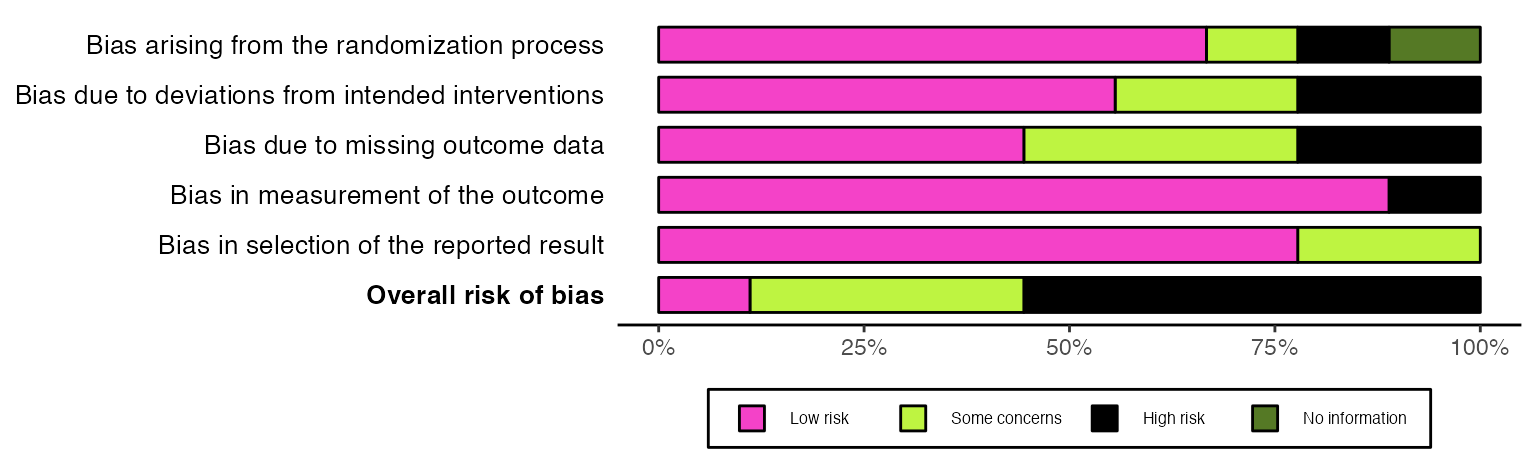 Bias arising from the randomization process
Bias due to deviations from intended interventions
Bias due to missing outcome data
Bias in measurement of the outcome
Bias in selection of the reported result
Overall risk of bias
0% 25% 50% 75% 100%
Low risk Some concerns High risk No information